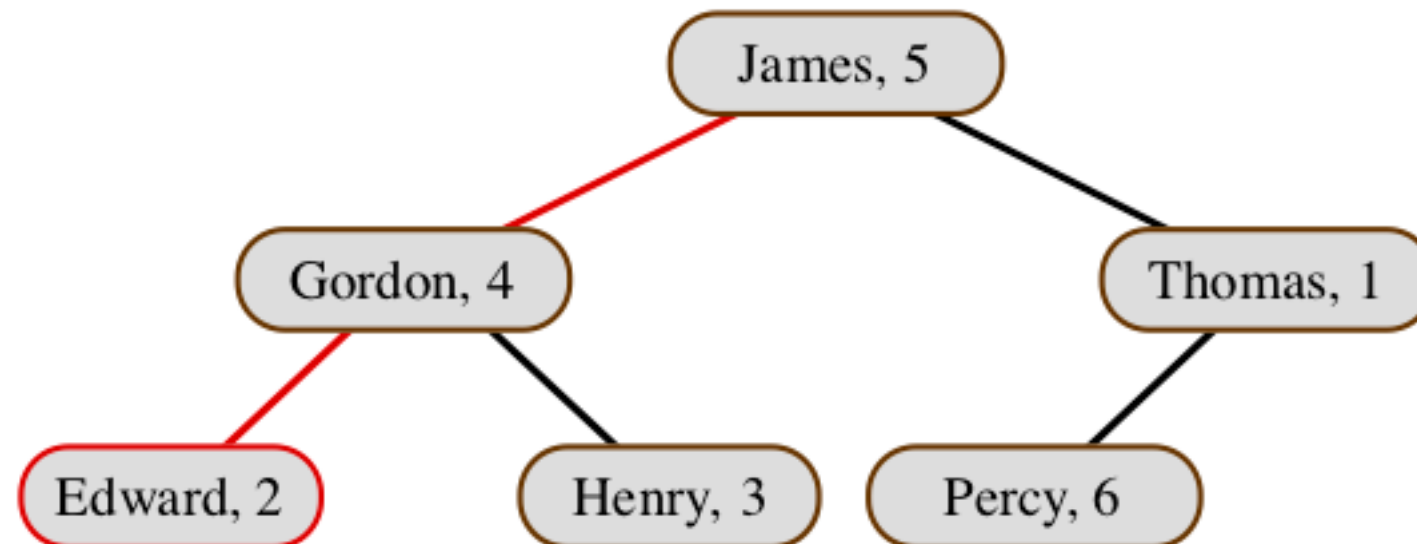 James, 5
Gordon, 4
Thomas, 1
Edward, 2
Henry, 3
Percy, 6